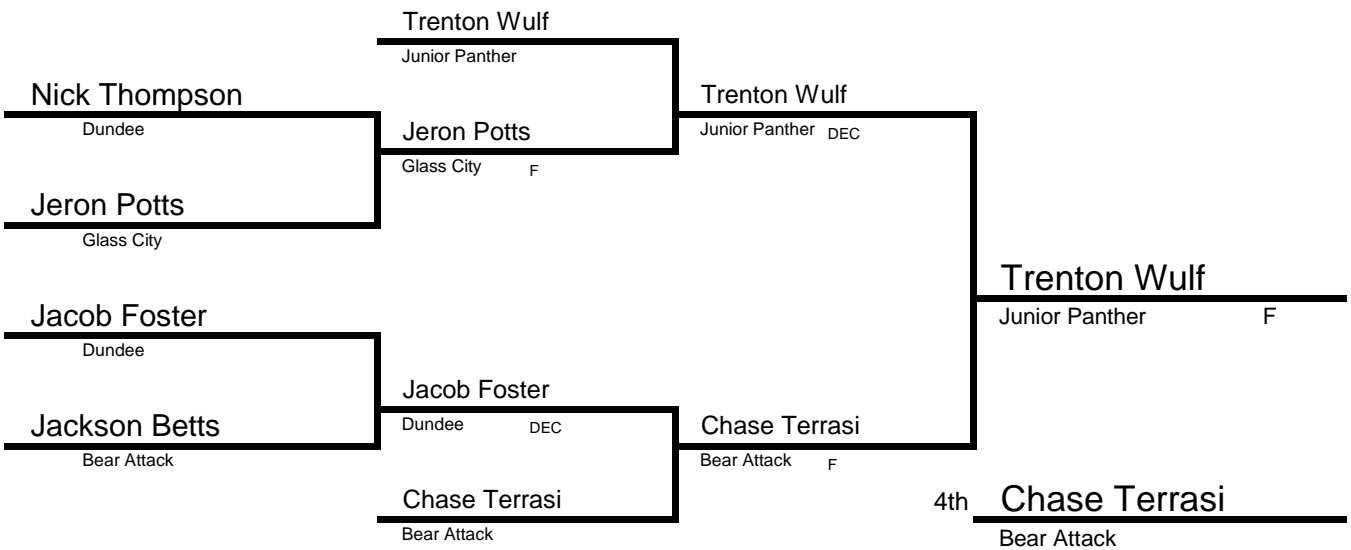 Trenton Wulf
Junior Panther
Nick Thompson
Dundee
Trenton Wulf
Junior Panther DEC
Jeron Potts
Glass City F
Jeron Potts
Glass City
Trenton Wulf
Junior Panther F
Jacob Foster
Dundee
Jacob Foster
Dundee DEC
Jackson Betts
Bear Attack
Chase Terrasi
Bear Attack F
Chase Terrasi
Bear Attack
4th Chase Terrasi
Bear Attack